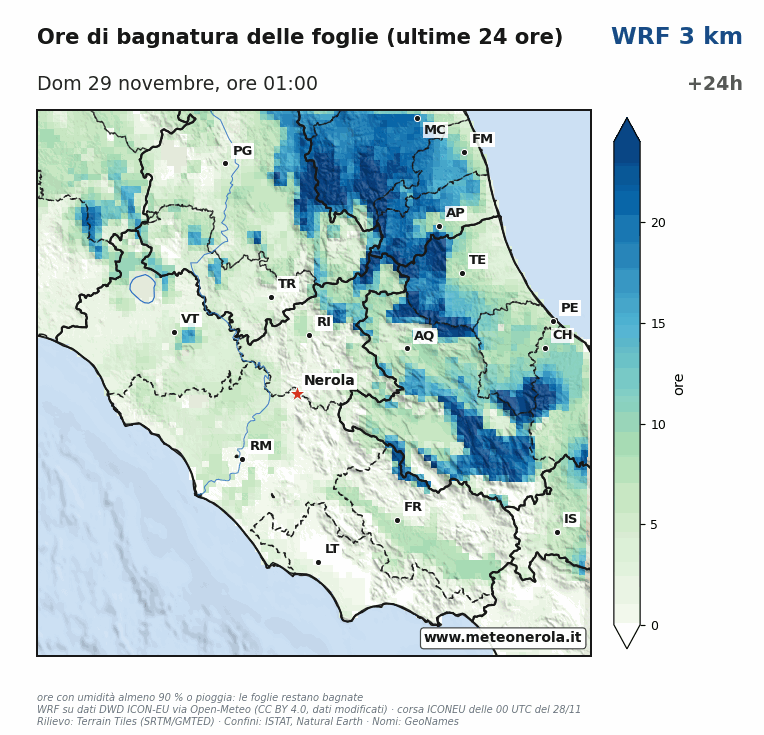 Ore di bagnatura delle foglie (ultime 24 ore)
WRF 3 km
Dom 29 novembre, ore 01:00
+24h
MC
FM
PG
AP
TE
TR
PE
VT
RI
AQ
CH
Nerola
RM
FR
IS
LT
www.meteonerola.it
20
15
10
5
0
ore
ore con umidità almeno 90 % o pioggia: le foglie restano bagnate
WRF su dati DWD ICON-EU via Open-Meteo (CC BY 4.0, dati modificati) · corsa ICONEU delle 00 UTC del 28/11
Rilievo: Terrain Tiles (SRTM/GMTED) · Confini: ISTAT, Natural Earth · Nomi: GeoNames